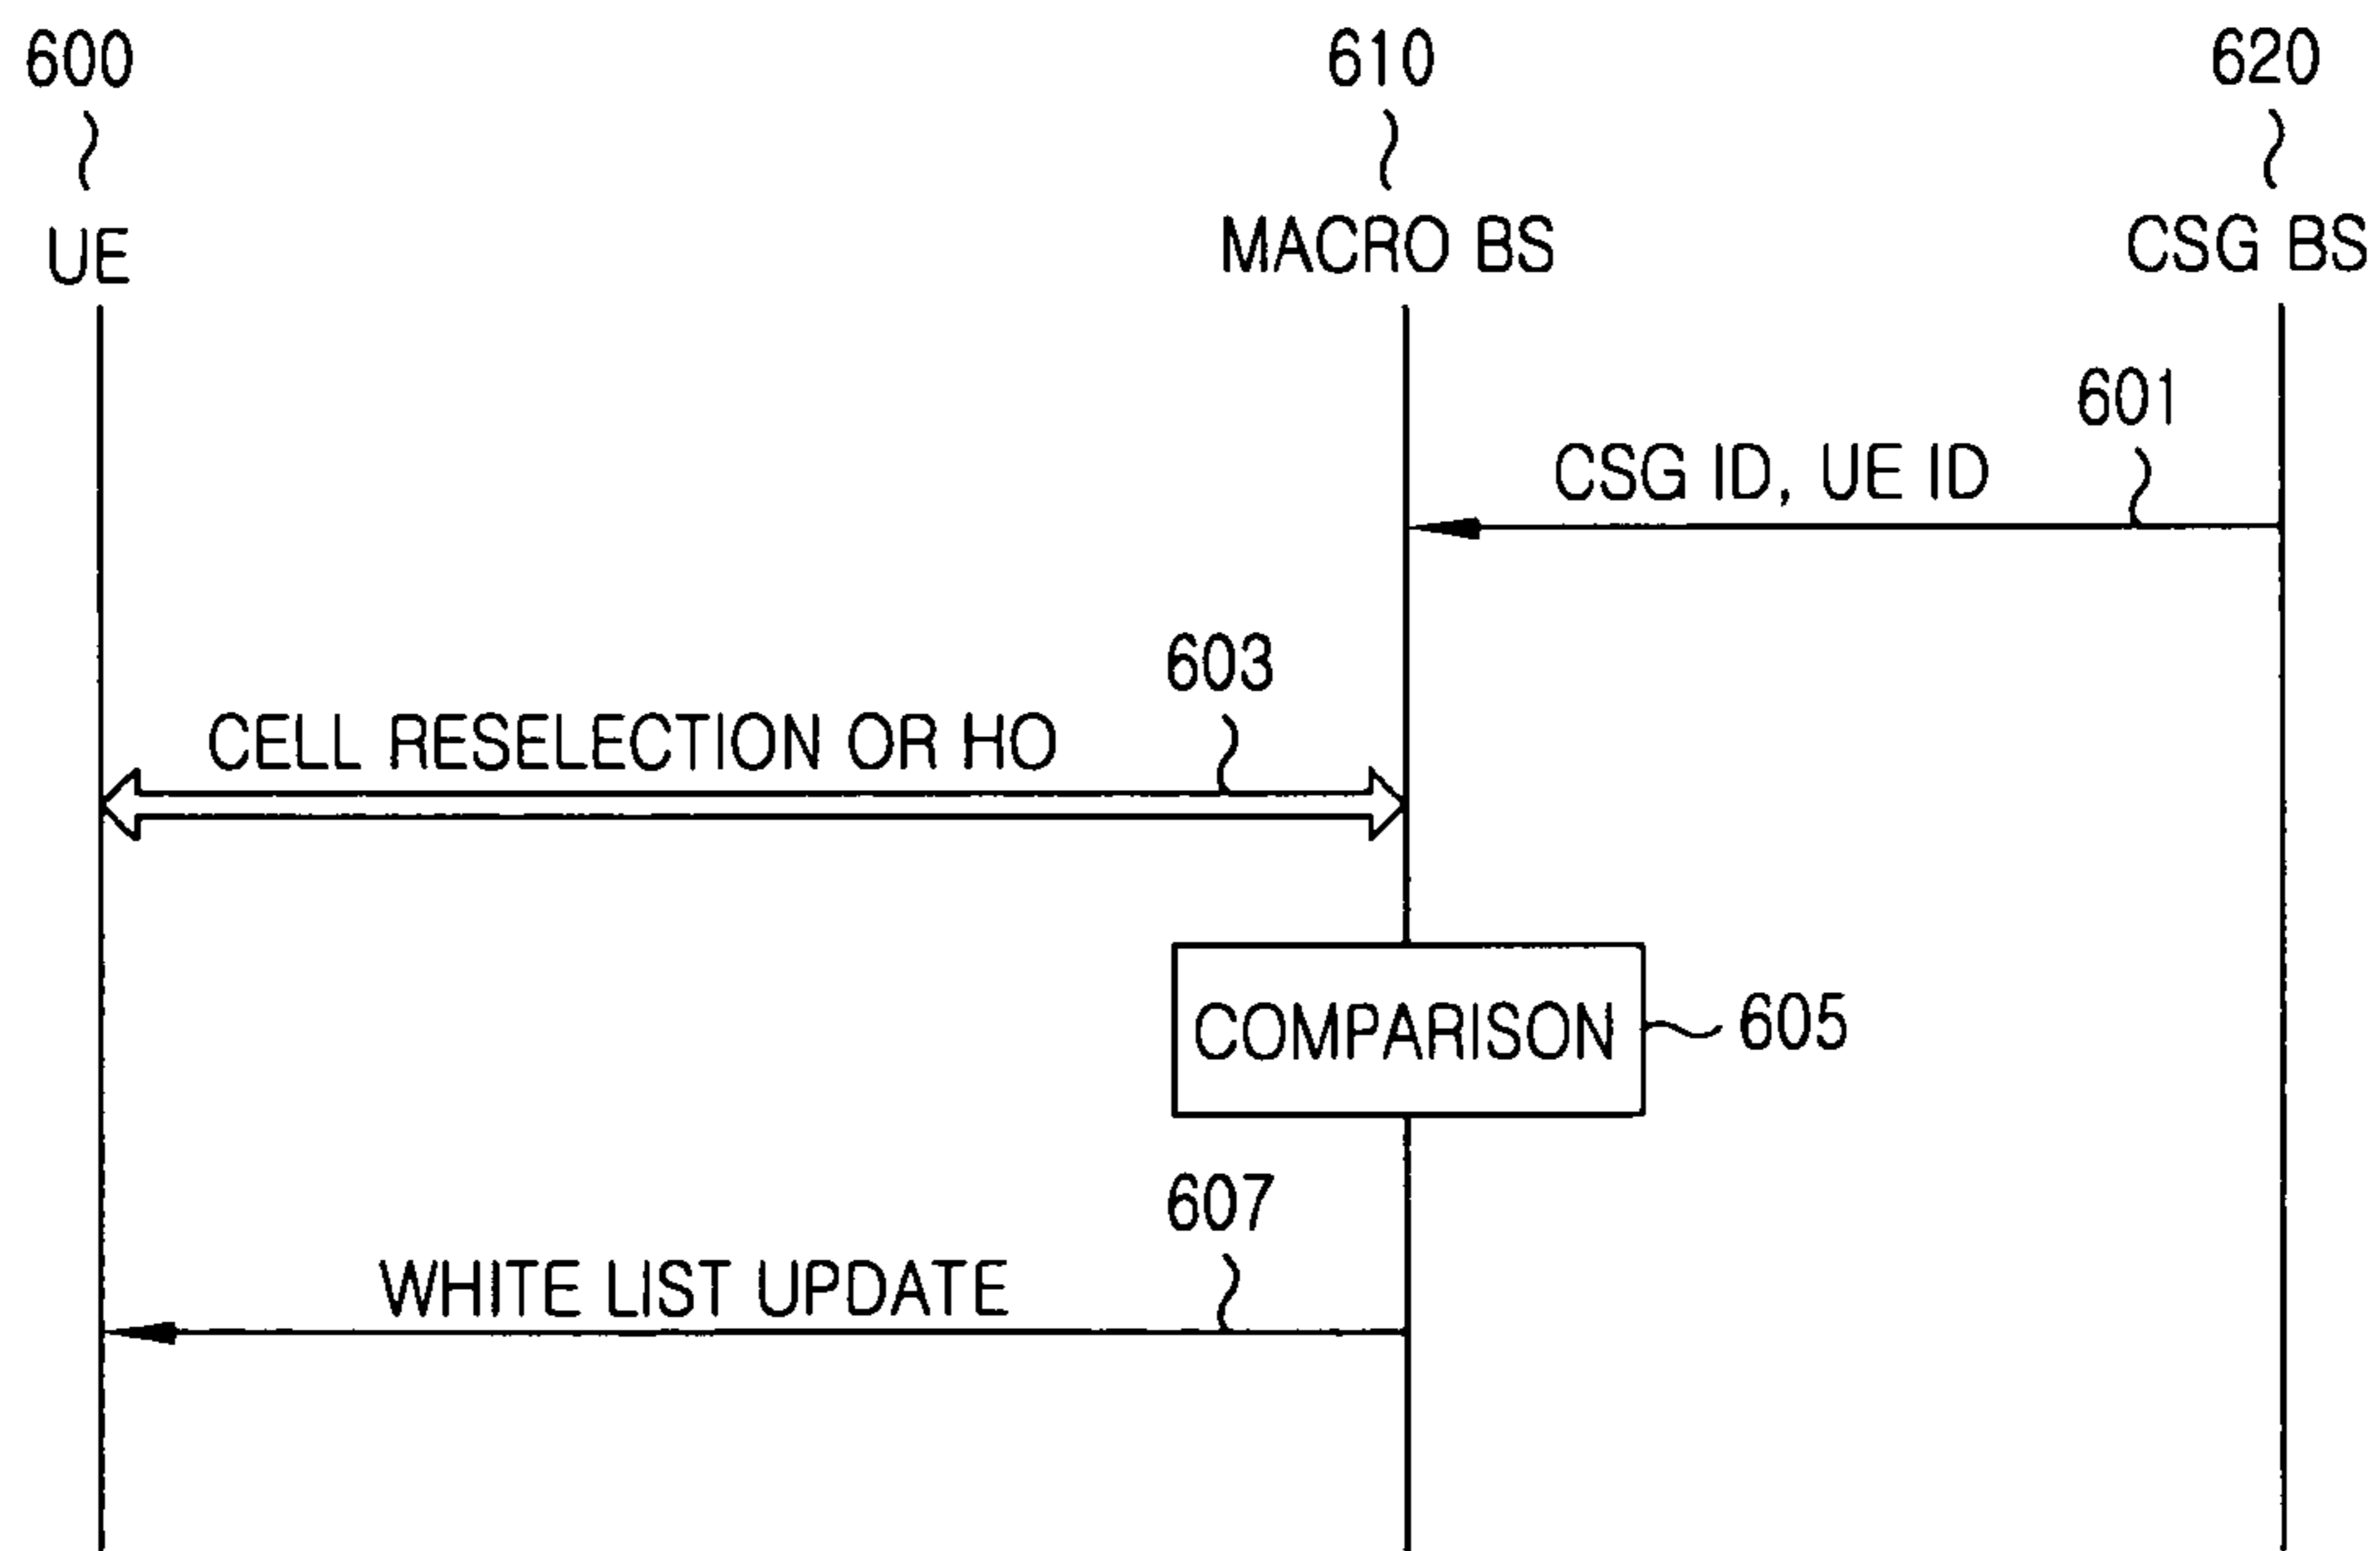 600
610
620
UE
MACRO BS
CSG BS
601
CSG ID, UE ID
603
CELL RESELECTION OR HO
COMPARISON
605
607
WHITE LIST UPDATE